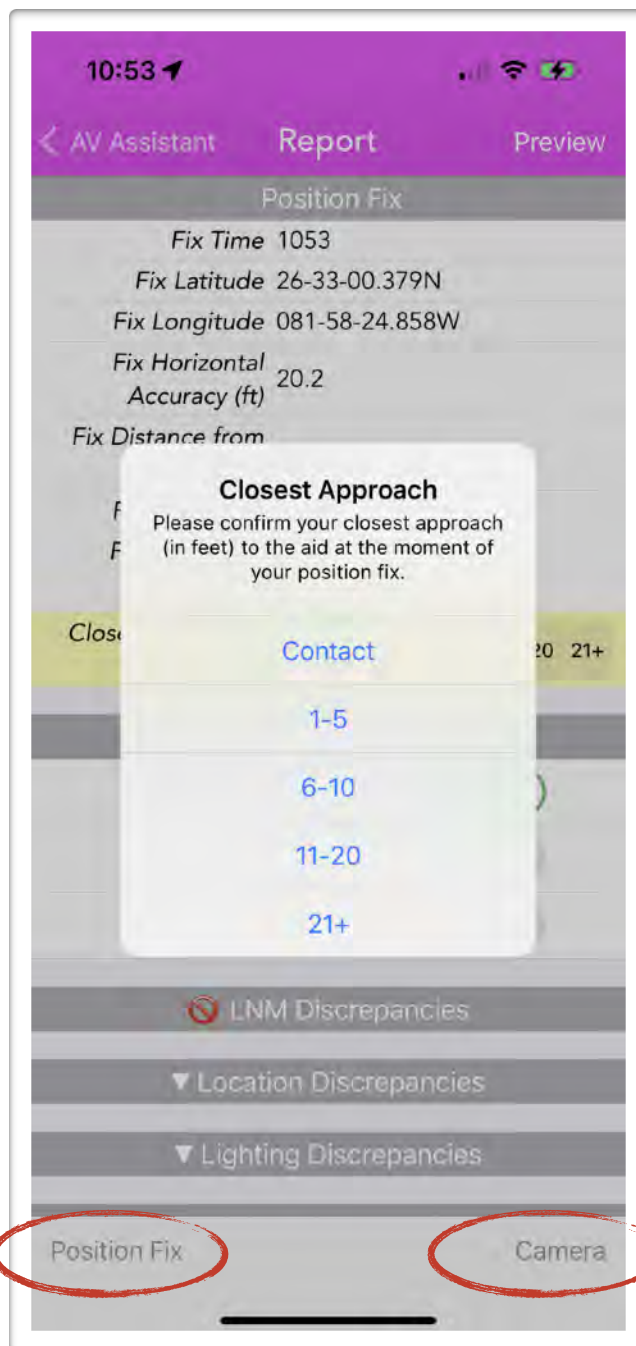 10:53
AV Assistant Report Preview
Position Fix
Fix Time 1053
Fix Latitude 26-33-00.379N
Fix Longitude 081-58-24.858W
Fix Horizontal
Accuracy (ft) 20.2
Fix Distance from
Closest Approach
Please confirm your closest approach
(in feet) to the aid at the moment of
your position fix.
Contact
21+
1-5
6-10
11-20
21+
🚫 LNM Discrepancies
▼ Location Discrepancies
▼ Lighting Discrepancies
Position Fix Camera